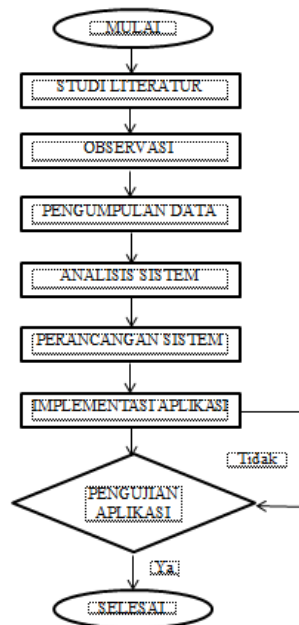 MULAI
STUDI LITERATUR
OBSERVASI
PENGUMPULAN DATA
ANALISIS SISTEM
PERANCANGAN SISTEM
IMPLEMENTASI APLIKASI
Tidak
PENGUJIAN
APLIKASI
Ya
SELESAI